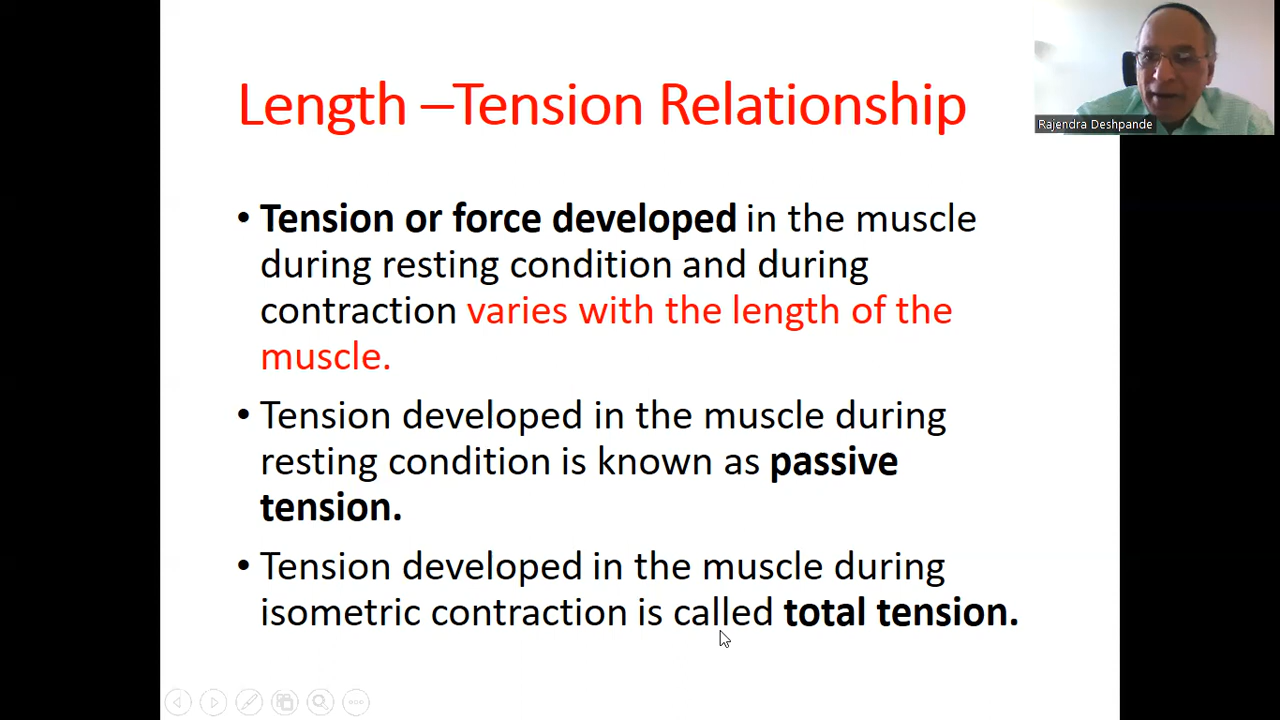 Length –Tension Relationship
Rajendra Deshpande
• Tension or force developed in the muscle
during resting condition and during
contraction varies with the length of the
muscle.
• Tension developed in the muscle during
resting condition is known as passive
tension.
• Tension developed in the muscle during
isometric contraction is called total tension.